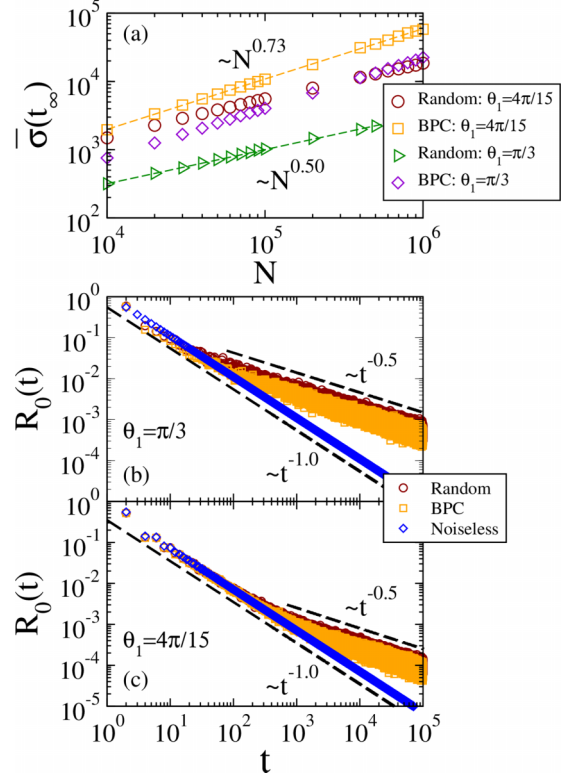 (a)
10^5
10^4
10^3
10^2
σ̅(t_∞)
~N^0.73
~N^0.50
10^4
10^5
10^6
N
Random: θ_1=4π/15
BPC: θ_1=4π/15
Random: θ_1=π/3
BPC: θ_1=π/3
10^0
10^-1
10^-2
10^-3
10^-4
R_0(t)
~t^-0.5
θ_1=π/3
(b)
~t^-1.0
Random
BPC
Noiseless
10^0
10^-1
10^-2
10^-3
10^-4
10^-5
R_0(t)
~t^-0.5
θ_1=4π/15
(c)
~t^-1.0
10^0
10^1
10^2
10^3
10^4
10^5
t